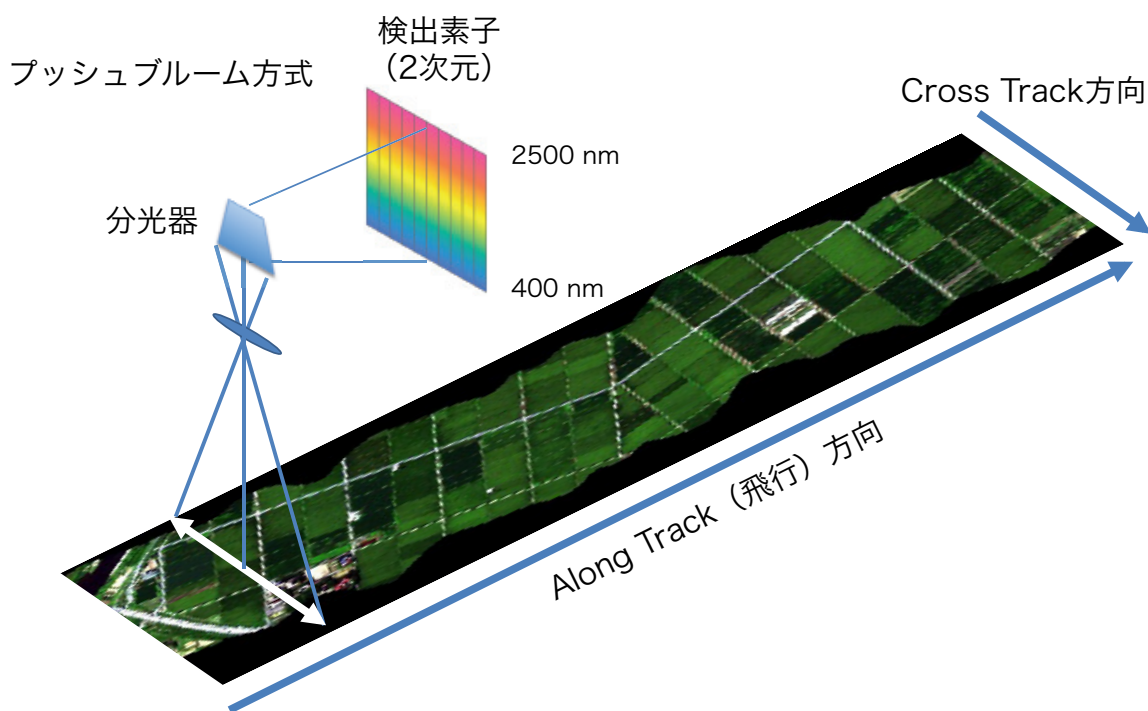 プッシュブルーム方式
検出素子
（2次元）
Cross Track方向
2500 nm
分光器
400 nm
Along Track（飛行）方向